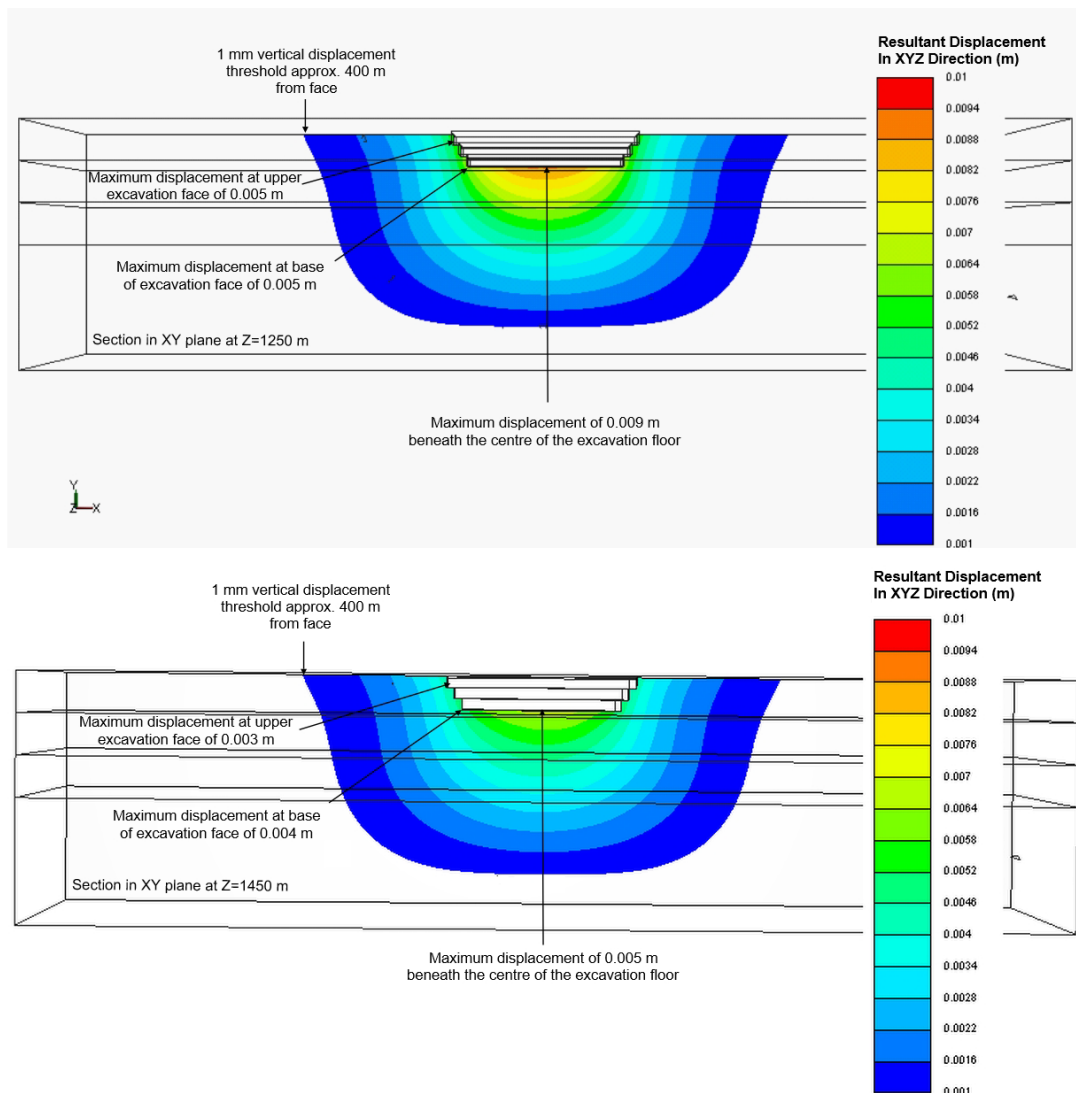 1 mm vertical displacement
threshold approx. 400 m
from face
Resultant Displacement
In XYZ Direction (m)
0.01
0.0094
0.0088
0.0082
0.0076
0.007
0.0064
0.0058
0.0052
0.0046
0.004
0.0034
0.0028
0.0022
0.0016
0.001
Maximum displacement at upper
excavation face of 0.005 m
Maximum displacement at base
of excavation face of 0.005 m
Section in XY plane at Z=1250 m
Maximum displacement of 0.009 m
beneath the centre of the excavation floor
Y
Z X
1 mm vertical displacement
threshold approx. 400 m
from face
Resultant Displacement
In XYZ Direction (m)
0.01
0.0094
0.0088
0.0082
0.0076
0.007
0.0064
0.0058
0.0052
0.0046
0.004
0.0034
0.0028
0.0022
0.0016
0.001
Maximum displacement at upper
excavation face of 0.003 m
Maximum displacement at base
of excavation face of 0.004 m
Section in XY plane at Z=1450 m
Maximum displacement of 0.005 m
beneath the centre of the excavation floor